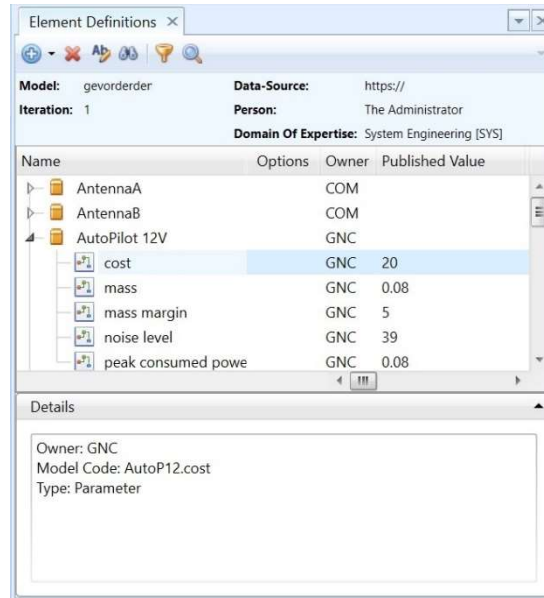 Element Definitions
Model: gevorderder Data-Source: https://
Iteration: 1 Person: The Administrator
Domain Of Expertise: System Engineering [SYS]
Name Options Owner Published Value
AntennaA COM
AntennaB COM
AutoPilot 12V GNC
cost GNC 20
mass GNC 0.08
mass margin GNC 5
noise level GNC 39
peak consumed powe GNC 0.08
Details
Owner: GNC
Model Code: AutoP12.cost
Type: Parameter